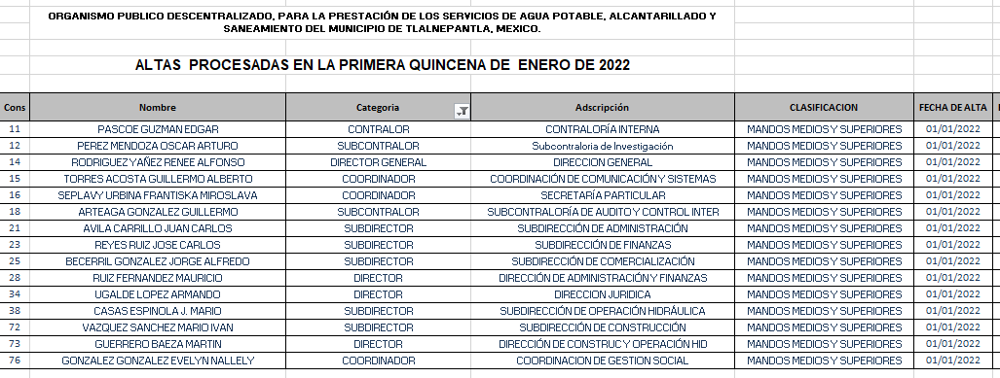 ORGANISMO PUBLICO DESCENTRALIZADO, PARA LA PRESTACIÓN DE LOS SERVICIOS DE AGUA POTABLE, ALCANTARILLADO Y
SANEAMIENTO DEL MUNICIPIO DE TLALNEPANTLA, MEXICO.
ALTAS PROCESADAS EN LA PRIMERA QUINCENA DE ENERO DE 2022
Cons Nombre Categoria Adscripción CLASIFICACION FECHA DE ALTA
11 PASCOE GUZMAN EDGAR CONTRALOR CONTRALORÍA INTERNA MANDOS MEDIOS Y SUPERIORES 01/01/2022
12 PEREZ MENDOZA OSCAR ARTURO SUBCONTRALOR Subcontraloria de Investigación MANDOS MEDIOS Y SUPERIORES 01/01/2022
14 RODRIGUEZ YAÑEZ RENEE ALFONSO DIRECTOR GENERAL DIRECCION GENERAL MANDOS MEDIOS Y SUPERIORES 01/01/2022
15 TORRES ACOSTA GUILLERMO ALBERTO COORDINADOR COORDINACIÓN DE COMUNICACIÓN Y SISTEMAS MANDOS MEDIOS Y SUPERIORES 01/01/2022
16 SEPLAVY URBINA FRANTISKA MIROSLAVA COORDINADOR SECRETARÍA PARTICULAR MANDOS MEDIOS Y SUPERIORES 01/01/2022
18 ARTEAGA GONZALEZ GUILLERMO SUBCONTRALOR SUBCONTRALORÍA DE AUDITO Y CONTROL INTER MANDOS MEDIOS Y SUPERIORES 01/01/2022
21 AVILA CARRILLO JUAN CARLOS SUBDIRECTOR SUBDIRECCIÓN DE ADMINISTRACIÓN MANDOS MEDIOS Y SUPERIORES 01/01/2022
23 REYES RUIZ JOSE CARLOS SUBDIRECTOR SUBDIRECCIÓN DE FINANZAS MANDOS MEDIOS Y SUPERIORES 01/01/2022
25 BECERRIL GONZALEZ JORGE ALFREDO SUBDIRECTOR SUBDIRECCIÓN DE COMERCIALIZACIÓN MANDOS MEDIOS Y SUPERIORES 01/01/2022
28 RUIZ FERNANDEZ MAURICIO DIRECTOR DIRECCIÓN DE ADMINISTRACIÓN Y FINANZAS MANDOS MEDIOS Y SUPERIORES 01/01/2022
34 UGALDE LOPEZ ARMANDO DIRECTOR DIRECCION JURIDICA MANDOS MEDIOS Y SUPERIORES 01/01/2022
38 CASAS ESPINOLA J. MARIO SUBDIRECTOR SUBDIRECCIÓN DE OPERACIÓN HIDRÁULICA MANDOS MEDIOS Y SUPERIORES 01/01/2022
72 VAZQUEZ SANCHEZ MARIO IVAN SUBDIRECTOR SUBDIRECCIÓN DE CONSTRUCCIÓN MANDOS MEDIOS Y SUPERIORES 01/01/2022
73 GUERRERO BAEZA MARTIN DIRECTOR DIRECCIÓN DE CONSTRUC Y OPERACIÓN HID MANDOS MEDIOS Y SUPERIORES 01/01/2022
76 GONZALEZ GONZALEZ EVELYN NALLELY COORDINADOR COORDINACION DE GESTION SOCIAL MANDOS MEDIOS Y SUPERIORES 01/01/2022